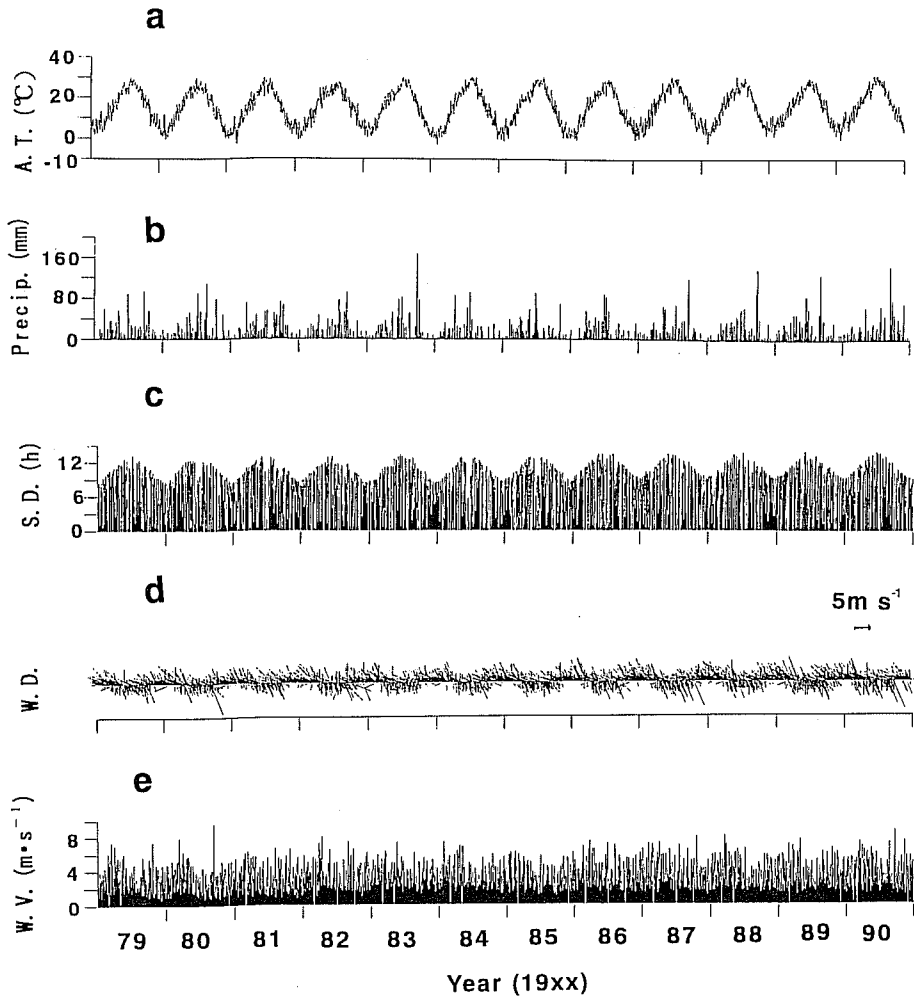 a
A.T. (℃)
40
20
0
-10
b
Precip. (mm)
160
80
0
c
S.D. (h)
12
6
0
d
5m s⁻¹
W.D.
e
W.V. (m•s⁻¹)
8
4
0
79 80 81 82 83 84 85 86 87 88 89 90
Year (19xx)